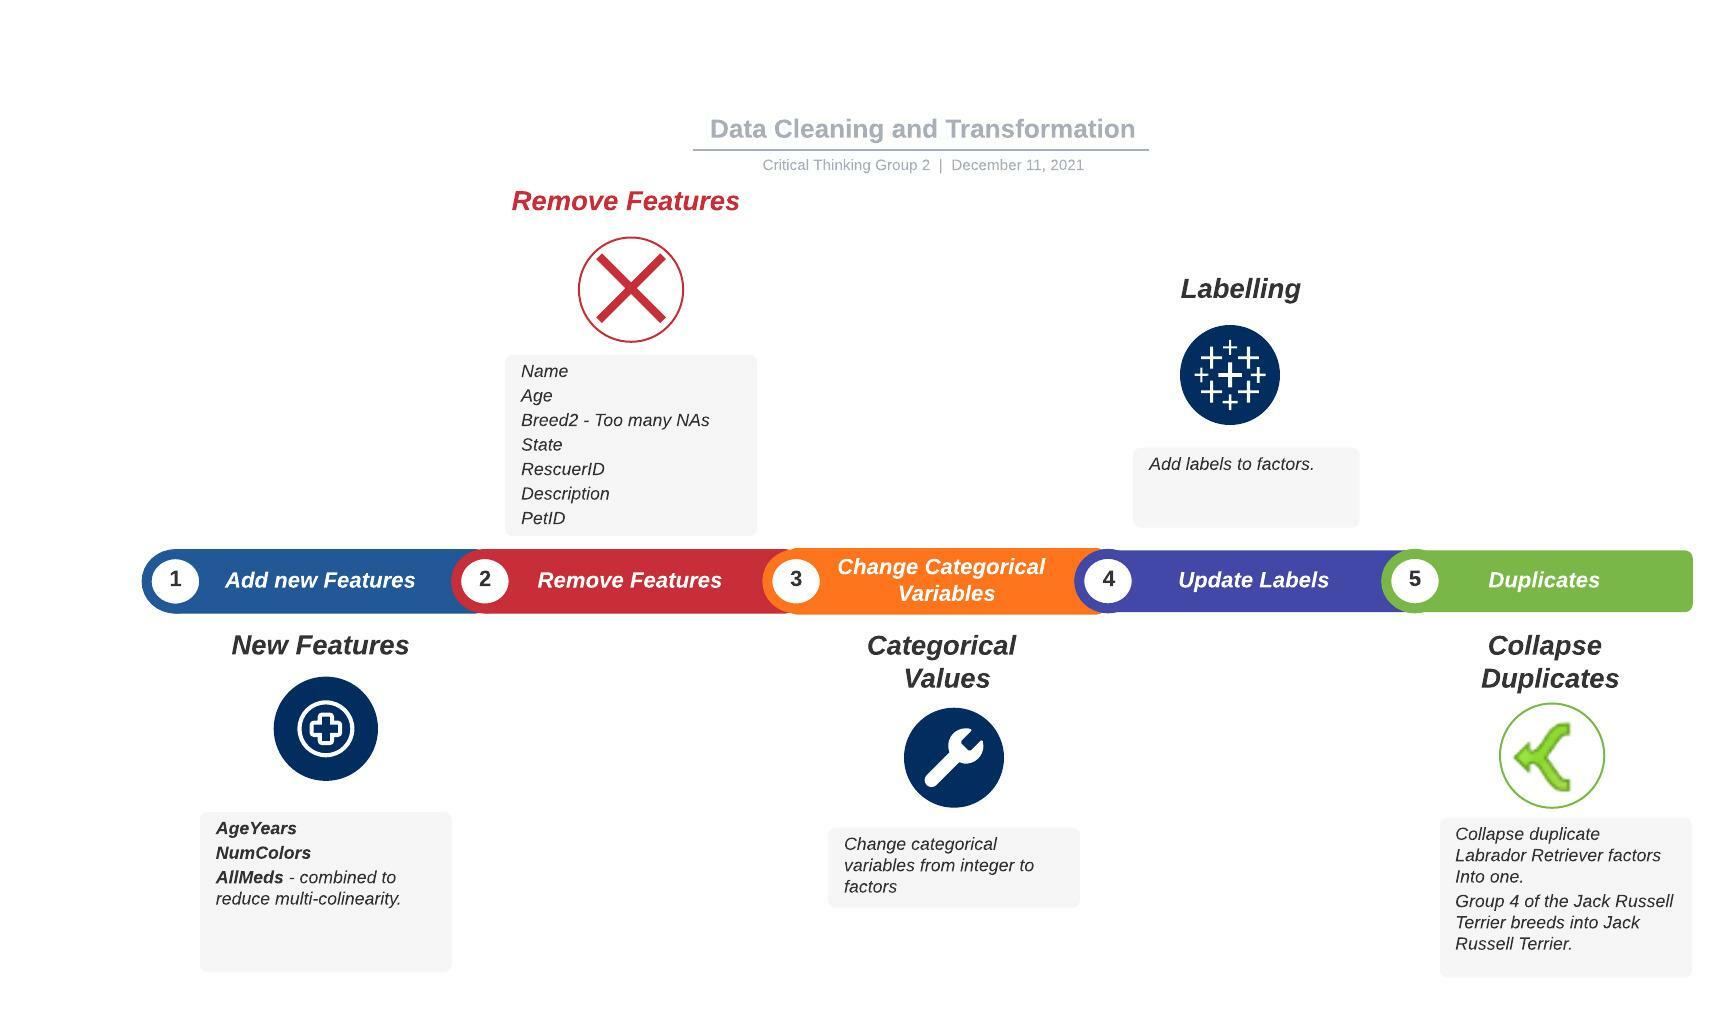 Data Cleaning and Transformation
Critical Thinking Group 2 | December 11, 2021
Remove Features
Name
Age
Breed2 - Too many NAs
State
RescuerID
Description
PetID
Labelling
Add labels to factors.
1 Add new Features
2 Remove Features
3 Change Categorical
Variables
4 Update Labels
5 Duplicates
New Features
AgeYears
NumColors
AllMeds - combined to
reduce multi-colinearity.
Categorical
Values
Change categorical
variables from integer to
factors
Collapse
Duplicates
Collapse duplicate
Labrador Retriever factors
Into one.
Group 4 of the Jack Russell
Terrier breeds into Jack
Russell Terrier.